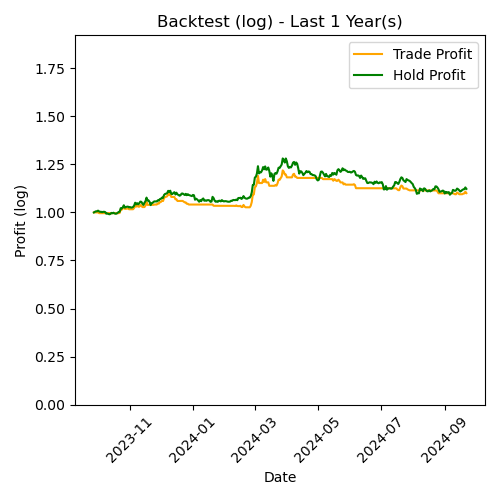 Backtest (log) - Last 1 Year(s)
Trade Profit
Hold Profit
Profit (log)
1.75
1.50
1.25
1.00
0.75
0.50
0.25
0.00
2023-11
2024-01
2024-03
2024-05
2024-07
2024-09
Date